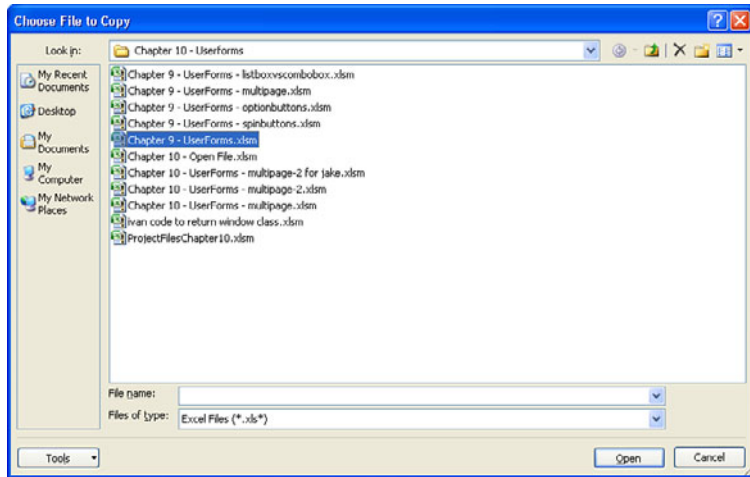 Choose File to Copy
Look in:
Chapter 10 - Userforms
My Recent
Documents
Desktop
My
Documents
My
Computer
My Network
Places
Chapter 9 - UserForms - listboxvscombobox.xlsm
Chapter 9 - UserForms - multipage.xlsm
Chapter 9 - UserForms - optionbuttons.xlsm
Chapter 9 - UserForms - spinbuttons.xlsm
Chapter 9 - UserForms.xlsm
Chapter 10 - Open File.xlsm
Chapter 10 - UserForms - multipage-2 for jake.xlsm
Chapter 10 - UserForms - multipage-2.xlsm
Chapter 10 - UserForms - multipage.xlsm
ivan code to return window class.xlsm
ProjectFilesChapter10.xlsm
File name:
Files of type:
Excel Files (*.xls*)
Tools
Open
Cancel